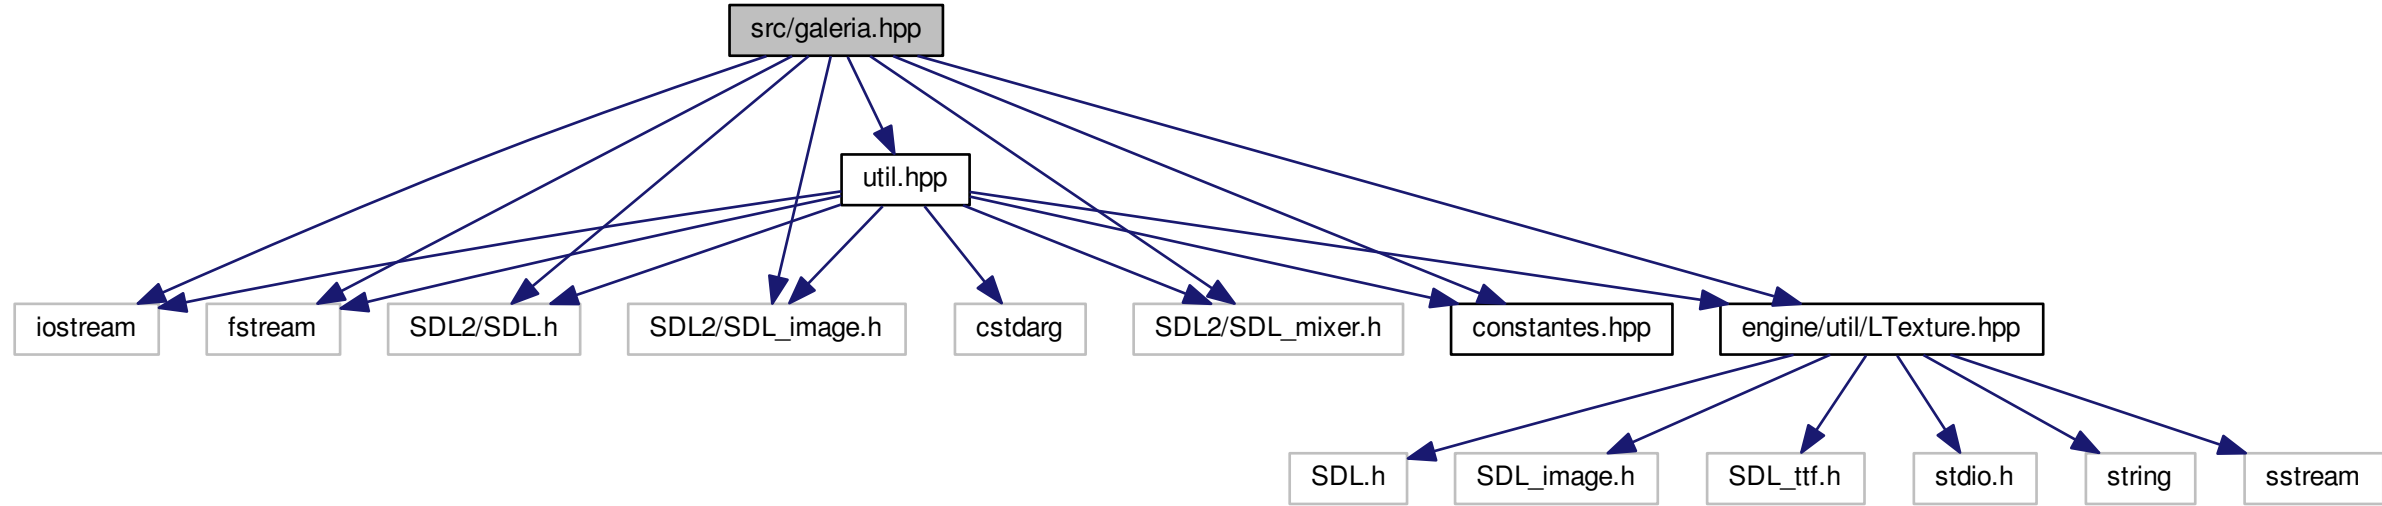 src/galeria.hpp
util.hpp
iostream
fstream
SDL2/SDL.h
SDL2/SDL_image.h
cstdarg
SDL2/SDL_mixer.h
constantes.hpp
engine/util/LTexture.hpp
SDL.h
SDL_image.h
SDL_ttf.h
stdio.h
string
sstream